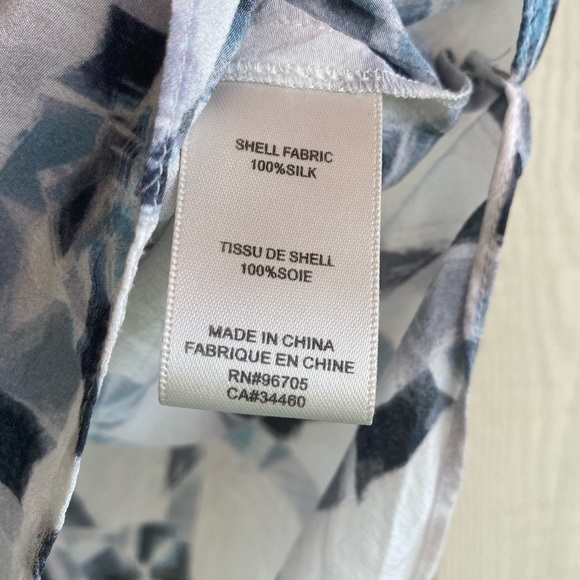 SHELL FABRIC
100%SILK
TISSU DE SHELL
100%SOIE
MADE IN CHINA
FABRIQUE EN CHINE
RN#96705
CA#34460